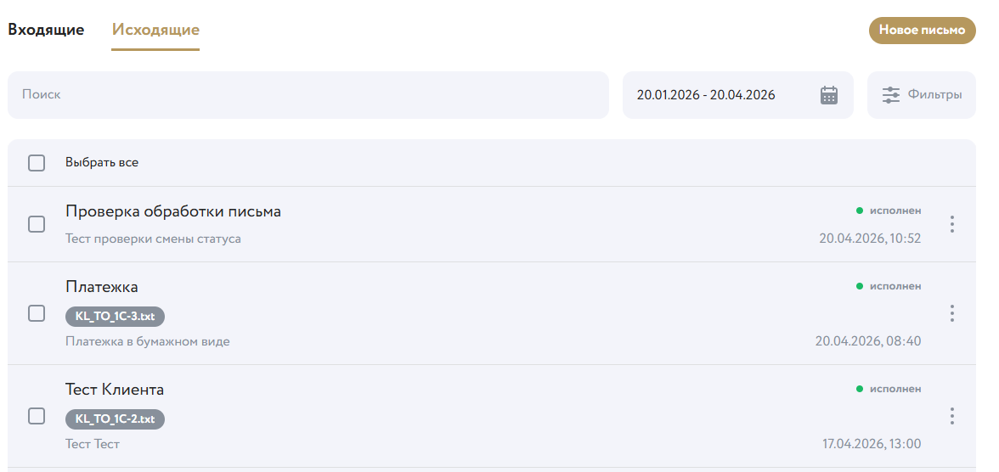 Входящие Исходящие Новое письмо
Поиск 20.01.2026 - 20.04.2026 Фильтры
Выбрать все
Проверка обработки письма исполнен
Тест проверки смены статуса 20.04.2026, 10:52
Платежка исполнен
KL_TO_1C-3.txt
Платежка в бумажном виде 20.04.2026, 08:40
Тест Клиента исполнен
KL_TO_1C-2.txt
Тест Тест 17.04.2026, 13:00